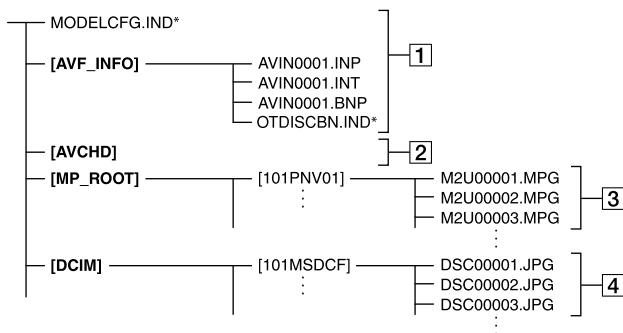 MODELCFG.IND*
[AVF_INFO] AVIN0001.INP
AVIN0001.INT
AVIN0001.BNP
OTDISCBN.IND*
1
[AVCHD]
2
[MP_ROOT] [101PNV01] M2U00001.MPG
M2U00002.MPG
M2U00003.MPG
3
[DCIM] [101MSDCF] DSC00001.JPG
DSC00002.JPG
DSC00003.JPG
4